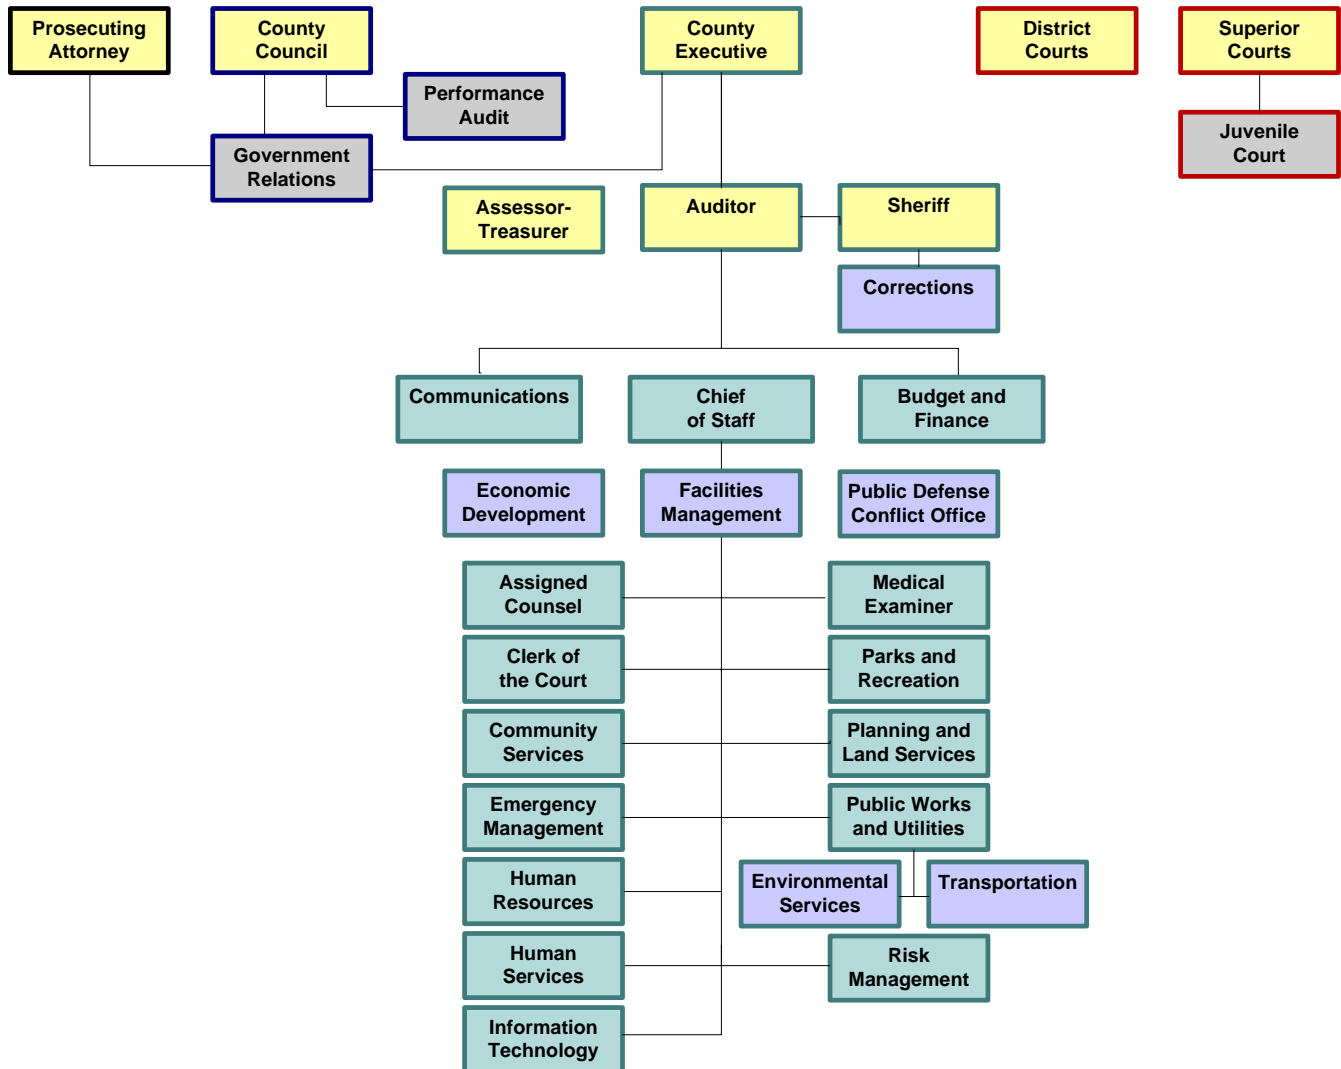 Prosecuting
Attorney
County
Council
County
Executive
District
Courts
Superior
Courts
Performance
Audit
Juvenile
Court
Government
Relations
Assessor-
Treasurer
Auditor
Sheriff
Corrections
Communications
Chief
of Staff
Budget and
Finance
Economic
Development
Facilities
Management
Public Defense
Conflict Office
Assigned
Counsel
Medical
Examiner
Clerk of
the Court
Parks and
Recreation
Community
Services
Planning and
Land Services
Emergency
Management
Public Works
and Utilities
Human
Resources
Environmental
Services
Transportation
Human
Services
Risk
Management
Information
Technology